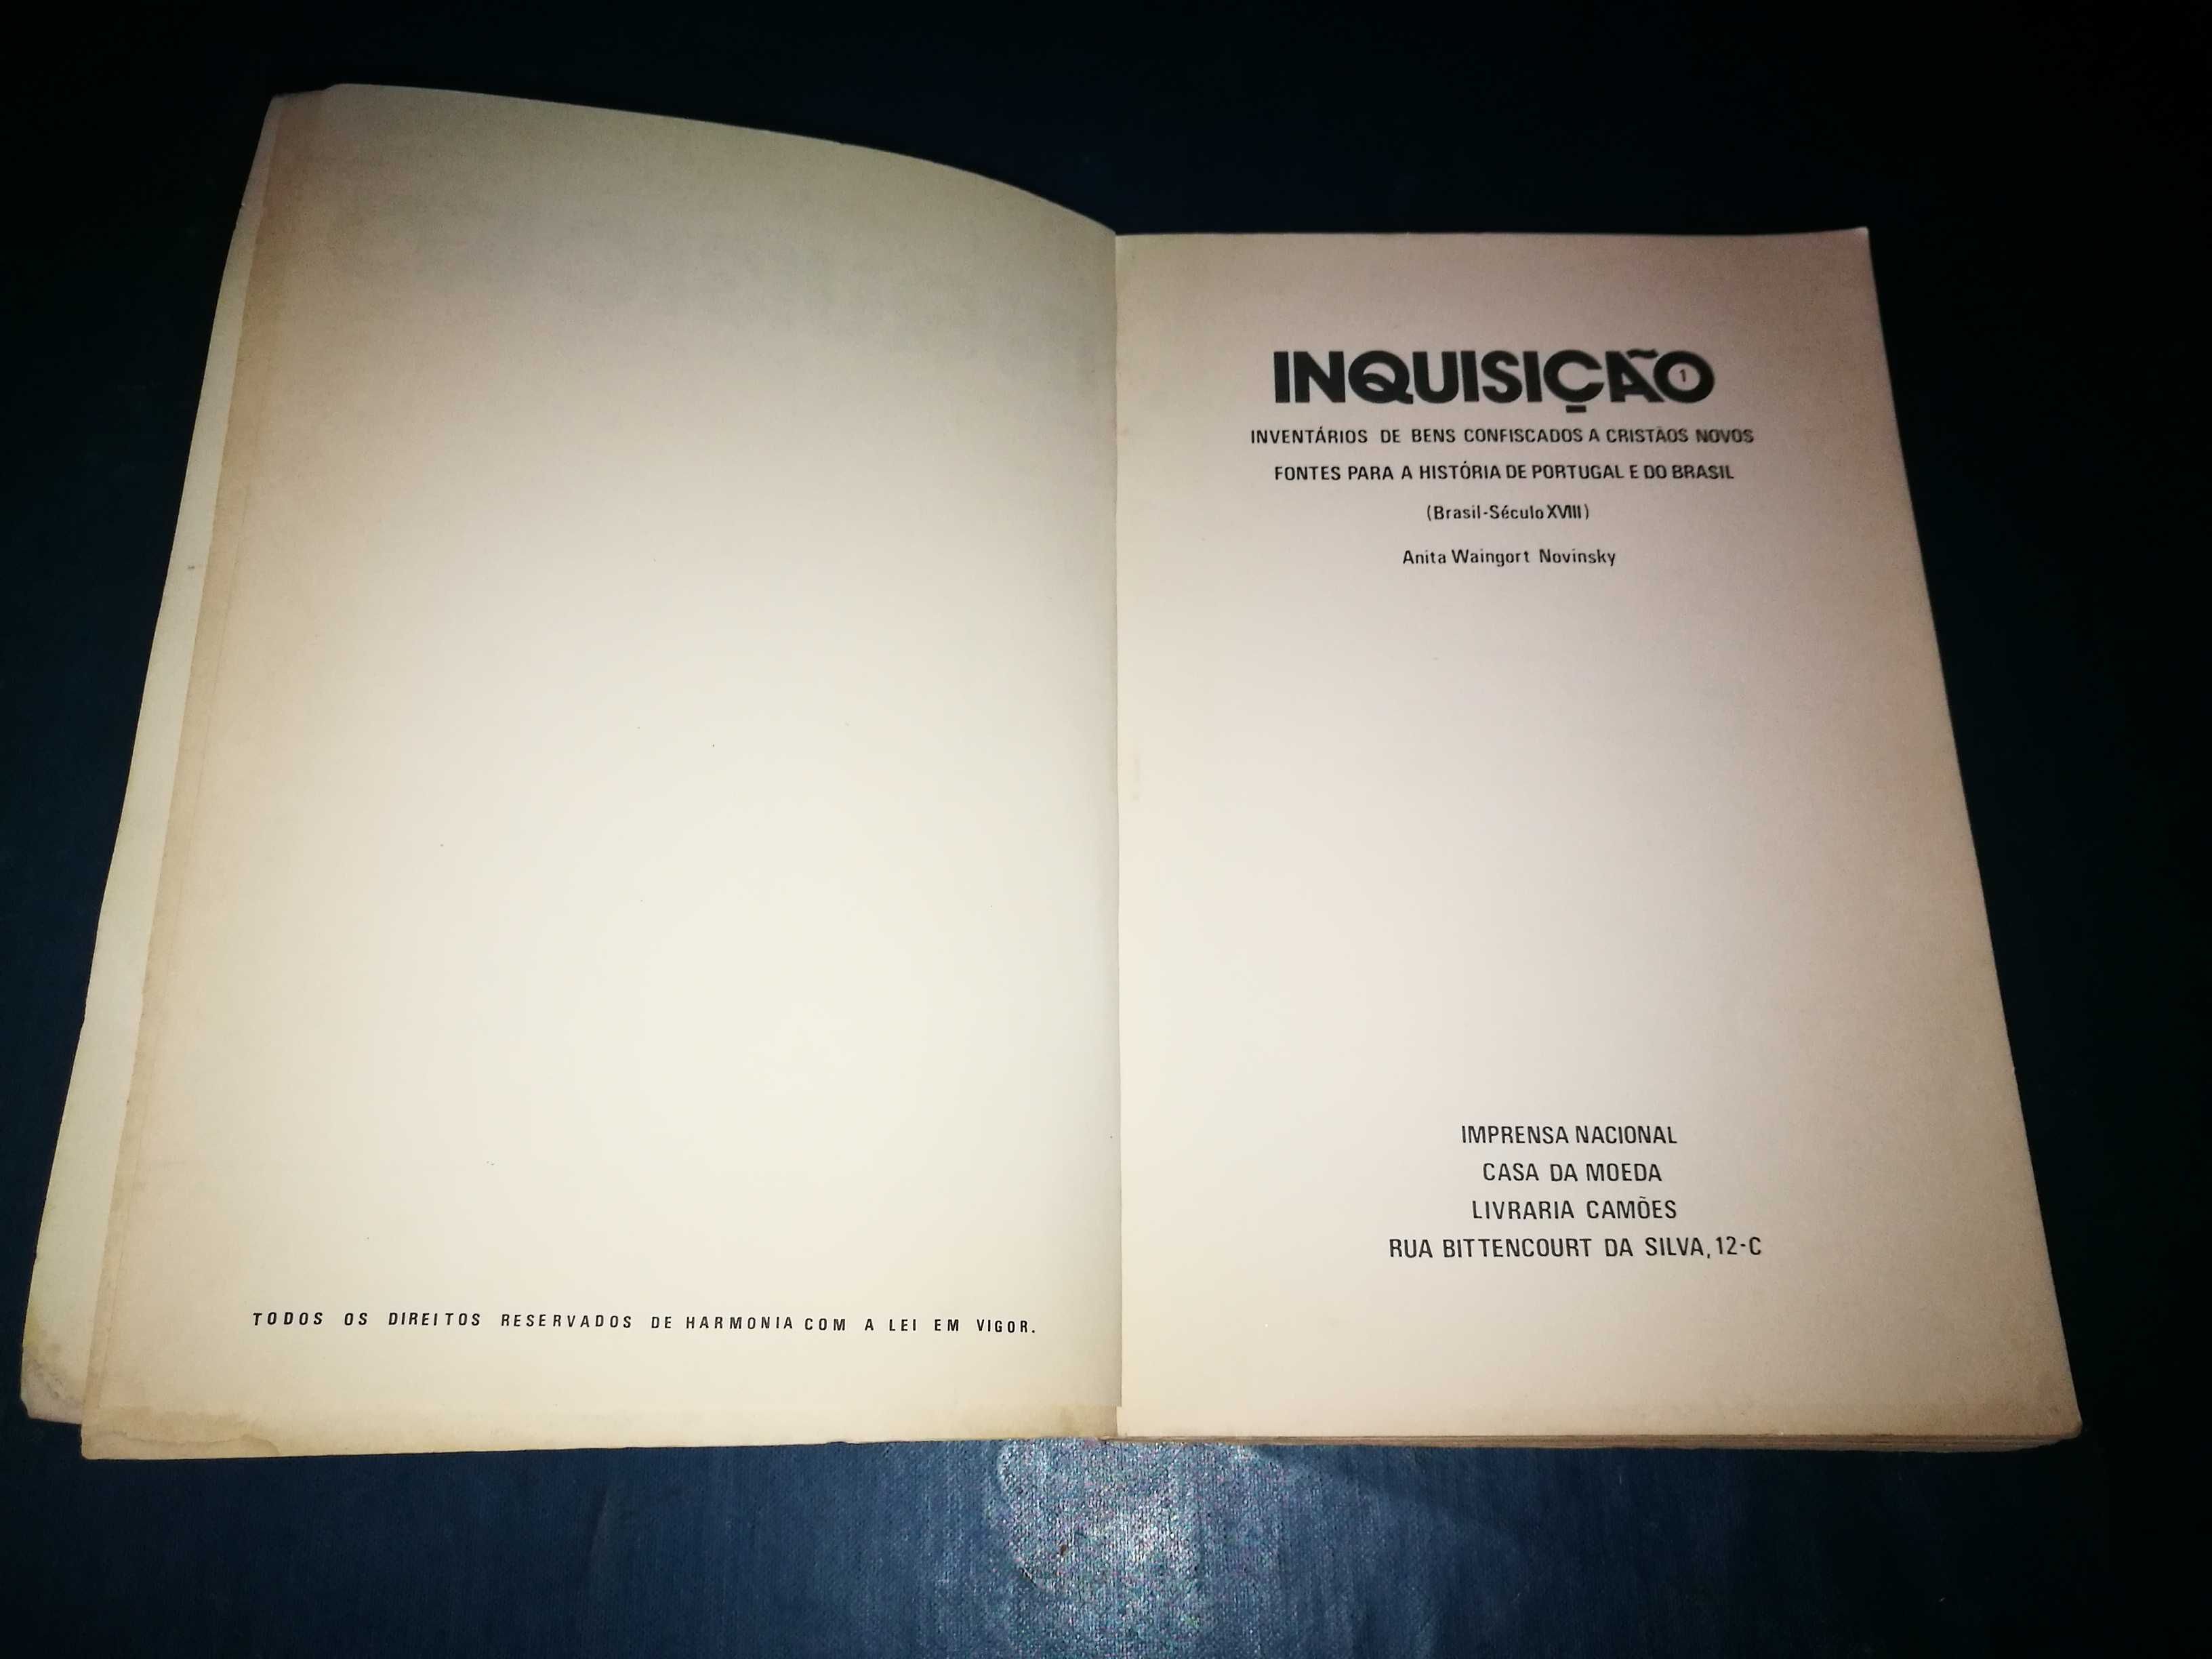 TODOS OS DIREITOS RESERVADOS DE HARMONIA COM A LEI EM VIGOR.
INQUISIÇÃO
1
INVENTÁRIOS DE BENS CONFISCADOS A CRISTÃOS NOVOS
FONTES PARA A HISTÓRIA DE PORTUGAL E DO BRASIL
(Brasil-Século XVIII)
Anita Waingort Novinsky
IMPRENSA NACIONAL
CASA DA MOEDA
LIVRARIA CAMÕES
RUA BITTENCOURT DA SILVA, 12-C